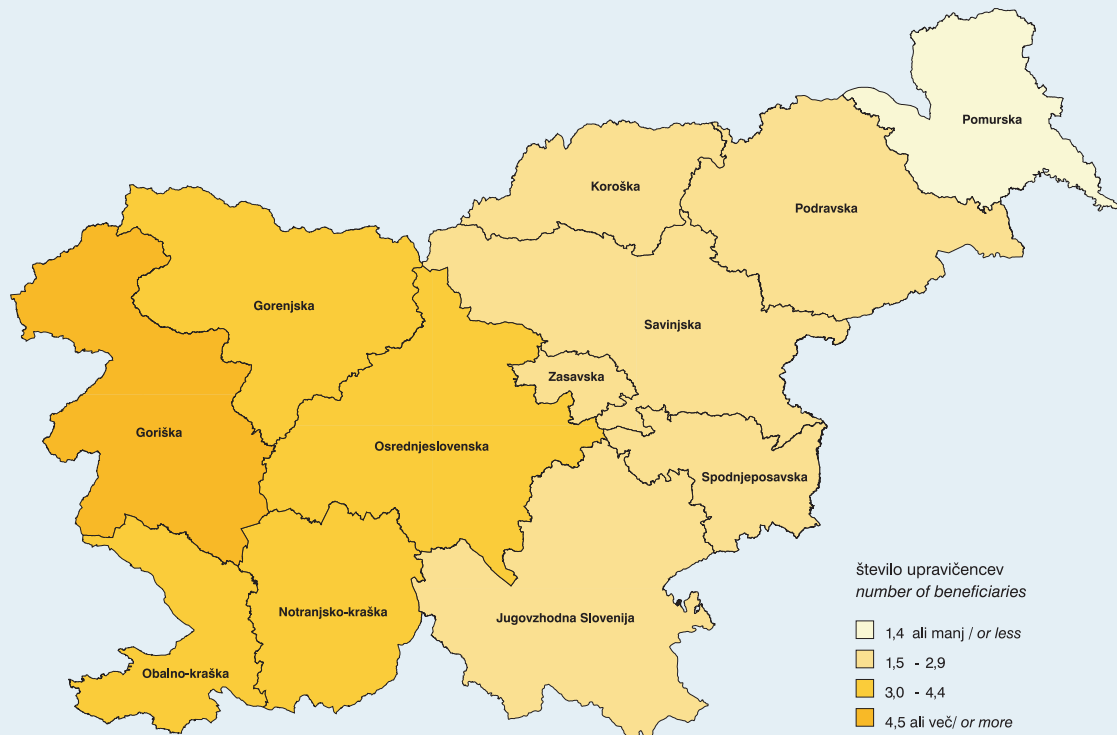 Pomurska
Koroška
Podravska
Gorenjska
Savinjska
Zasavska
Goriška
Osrednjeslovenska
Spodnjeposavska
Notranjsko-kraška
Jugovzhodna Slovenija
Obalno-kraška
število upravičencev
number of beneficiaries
1,4 ali manj / or less
1,5 - 2,9
3,0 - 4,4
4,5 ali več/ or more